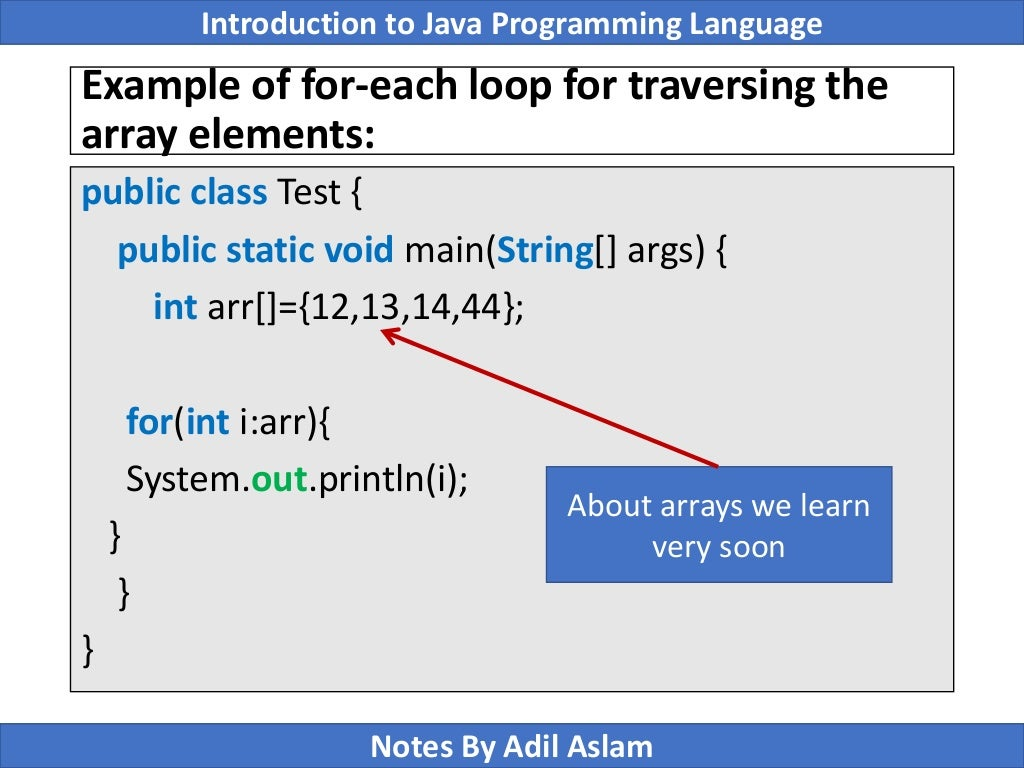 Introduction to Java Programming Language
Example of for-each loop for traversing the
array elements:
public class Test {
public static void main(String[] args) {
int arr[]={12,13,14,44};
for(int i:arr){
System.out.println(i);
}
}
}
About arrays we learn
very soon
Notes By Adil Aslam